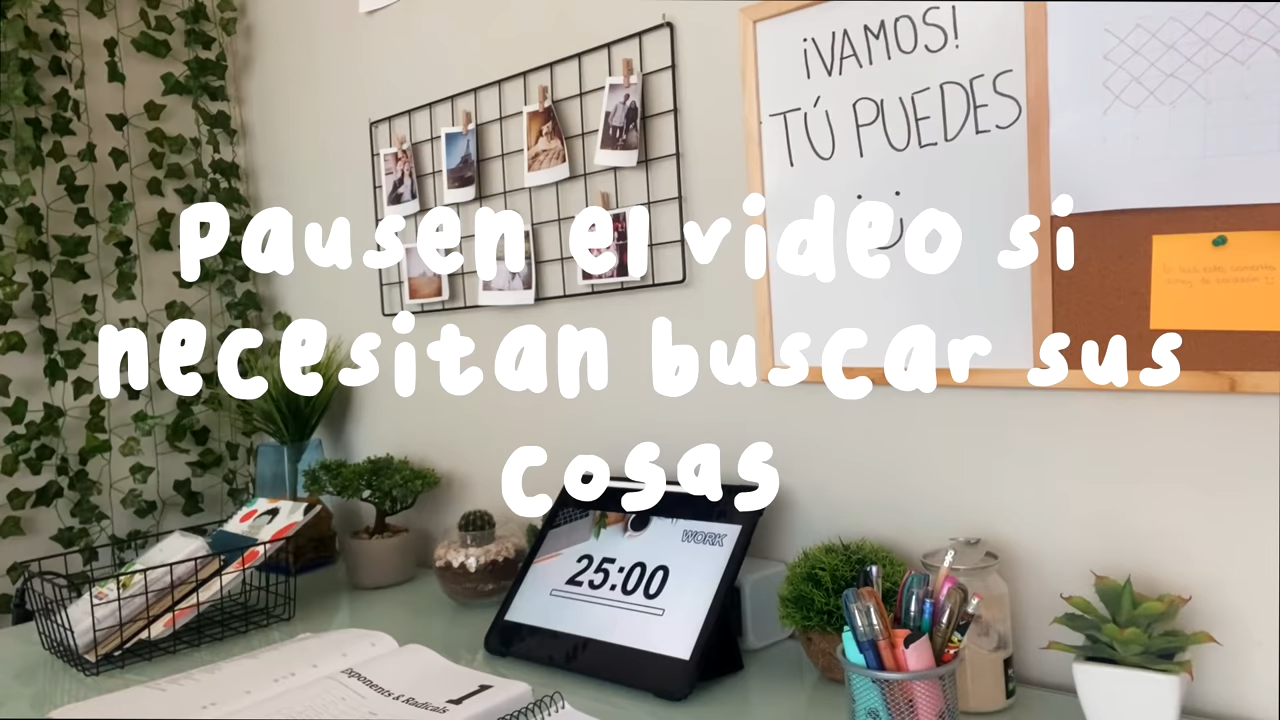 ¡VAMOS!
TÚ PUEDES
Pausen el video si
necesitan buscar sus
cosas
WORK
25:00
Exponents & Radicals
1